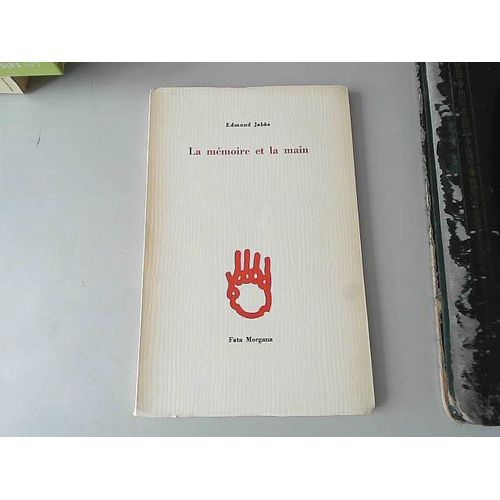 Edmond Jabès
La mémoire et la main
Fata Morgana